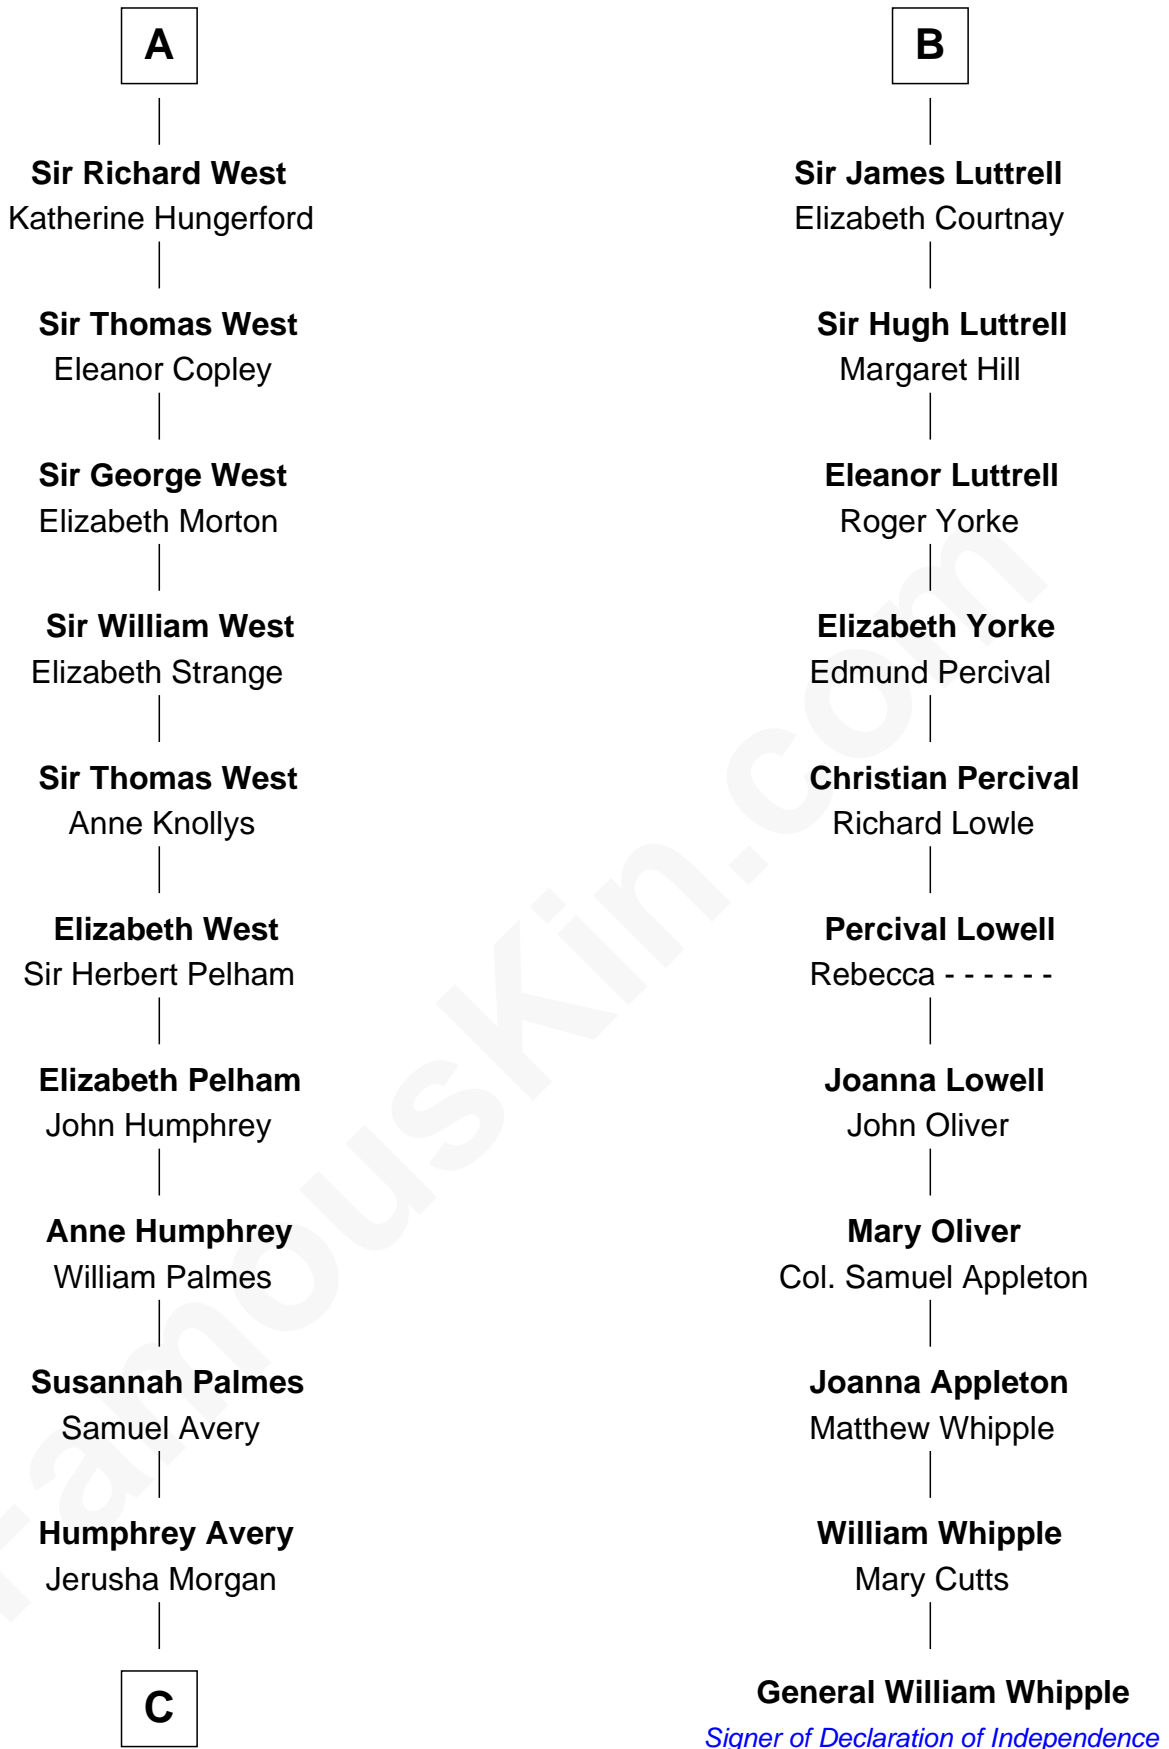 A
Sir Richard West
Katherine Hungerford
Sir Thomas West
Eleanor Copley
Sir George West
Elizabeth Morton
Sir William West
Elizabeth Strange
Sir Thomas West
Anne Knollys
Elizabeth West
Sir Herbert Pelham
Elizabeth Pelham
John Humphrey
Anne Humphrey
William Palmes
Susannah Palmes
Samuel Avery
Humphrey Avery
Jerusha Morgan
C
B
Sir James Luttrell
Elizabeth Courtnay
Sir Hugh Luttrell
Margaret Hill
Eleanor Luttrell
Roger Yorke
Elizabeth Yorke
Edmund Percival
Christian Percival
Richard Lowle
Percival Lowell
Rebecca - - - - - -
Joanna Lowell
John Oliver
Mary Oliver
Col. Samuel Appleton
Joanna Appleton
Matthew Whipple
William Whipple
Mary Cutts
General William Whipple
Signer of Declaration of Independence
FamousKin.com